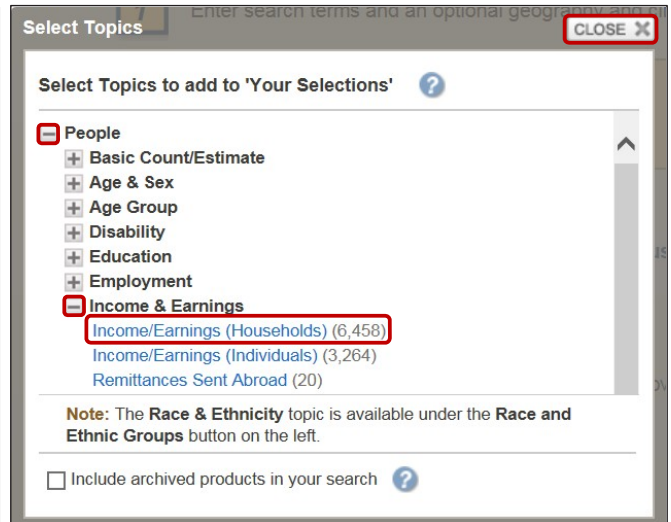 Enter search terms and an optional geography and cli
Select Topics
CLOSE
Select Topics to add to 'Your Selections' ?
People
Basic Count/Estimate
Age & Sex
Age Group
Disability
Education
Employment
Income & Earnings
Income/Earnings (Households) (6,458)
Income/Earnings (Individuals) (3,264)
Remittances Sent Abroad (20)
Note: The Race & Ethnicity topic is available under the Race and
Ethnic Groups button on the left.
Include archived products in your search ?